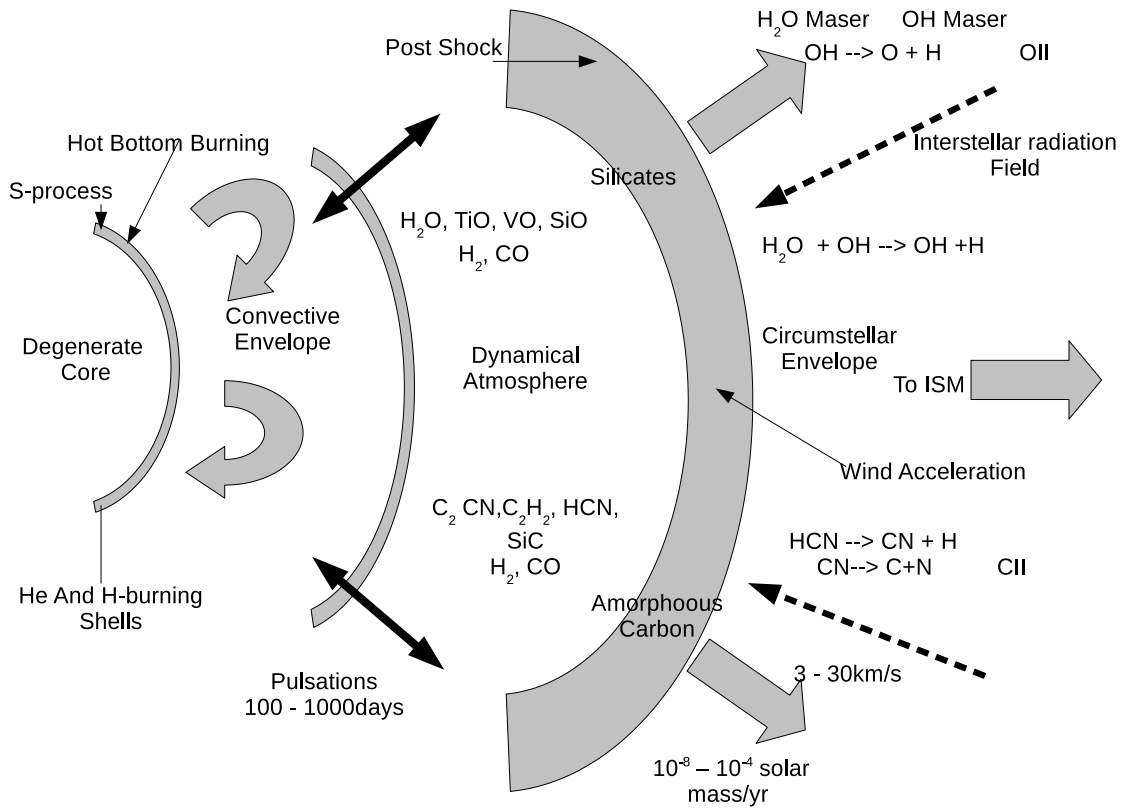 H₂O Maser OH Maser
OH --> O + H OII
Post Shock
Interstellar radiation
Field
Hot Bottom Burning
S-process
Silicates
H₂O, TiO, VO, SiO
H₂, CO
H₂O + OH --> OH +H
Convective
Envelope
Degenerate
Core
Dynamical
Atmosphere
Circumstellar
Envelope
To ISM
Wind Acceleration
C₂ CN,C₂H₂, HCN,
SiC
H₂, CO
HCN --> CN + H
CN--> C+N CII
He And H-burning
Shells
Amorphoous
Carbon
Pulsations
100 - 1000days
3 - 30km/s
10⁻⁸ – 10⁻⁴ solar
mass/yr